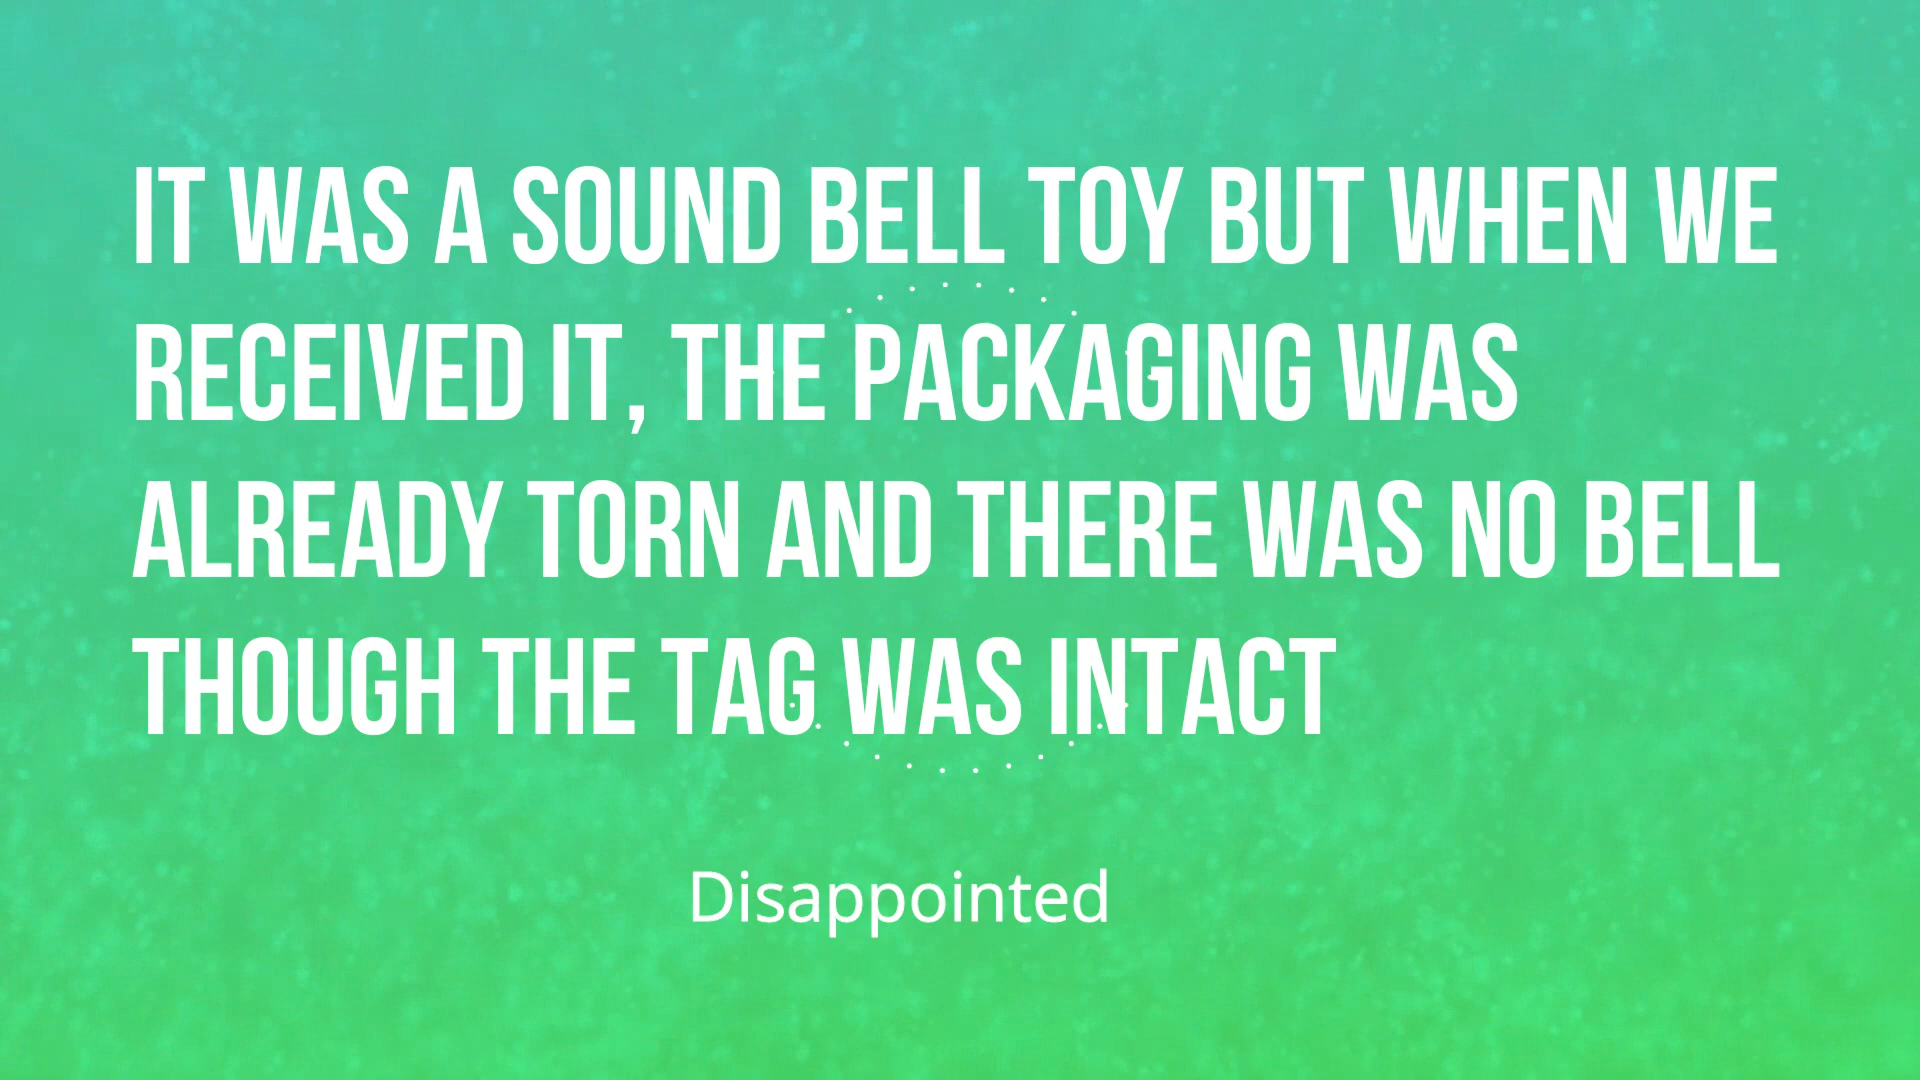 IT WAS A SOUND BELL TOY BUT WHEN WE
RECEIVED IT, THE PACKAGING WAS
ALREADY TORN AND THERE WAS NO BELL
THOUGH THE TAG WAS INTACT
Disappointed